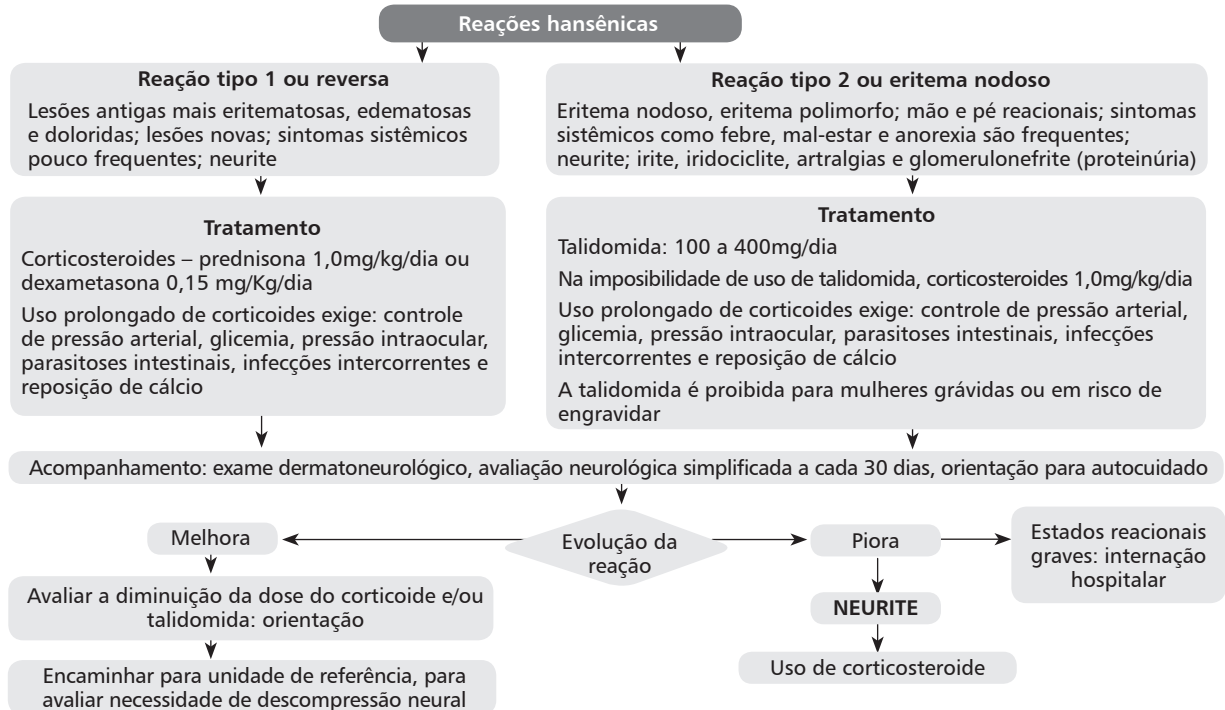 Reações hansênicas
Reação tipo 1 ou reversa
Lesões antigas mais eritematosas, edematosas
e doloridas; lesões novas; sintomas sistêmicos
pouco frequentes; neurite
Reação tipo 2 ou eritema nodoso
Eritema nodoso, eritema polimorfo; mão e pé reacionais; sintomas
sistêmicos como febre, mal-estar e anorexia são frequentes;
neurite; irite, iridociclite, artralgias e glomerulonefrite (proteinúria)
Tratamento
Corticosteroides – prednisona 1,0mg/kg/dia ou
dexametasona 0,15 mg/Kg/dia
Uso prolongado de corticoides exige: controle
de pressão arterial, glicemia, pressão intraocular,
parasitoses intestinais, infecções intercorrentes e
reposição de cálcio
Tratamento
Talidomida: 100 a 400mg/dia
Na imposibilidade de uso de talidomida, corticosteroides 1,0mg/kg/dia
Uso prolongado de corticoides exige: controle de pressão arterial,
glicemia, pressão intraocular, parasitoses intestinais, infecções
intercorrentes e reposição de cálcio
A talidomida é proibida para mulheres grávidas ou em risco de
engravidar
Acompanhamento: exame dermatoneurológico, avaliação neurológica simplificada a cada 30 dias, orientação para autocuidado
Melhora
Evolução da
reação
Piora
Estados reacionais
graves: internação
hospitalar
Avaliar a diminuição da dose do corticoide e/ou
talidomida: orientação
NEURITE
Encaminhar para unidade de referência, para
avaliar necessidade de descompressão neural
Uso de corticosteroide